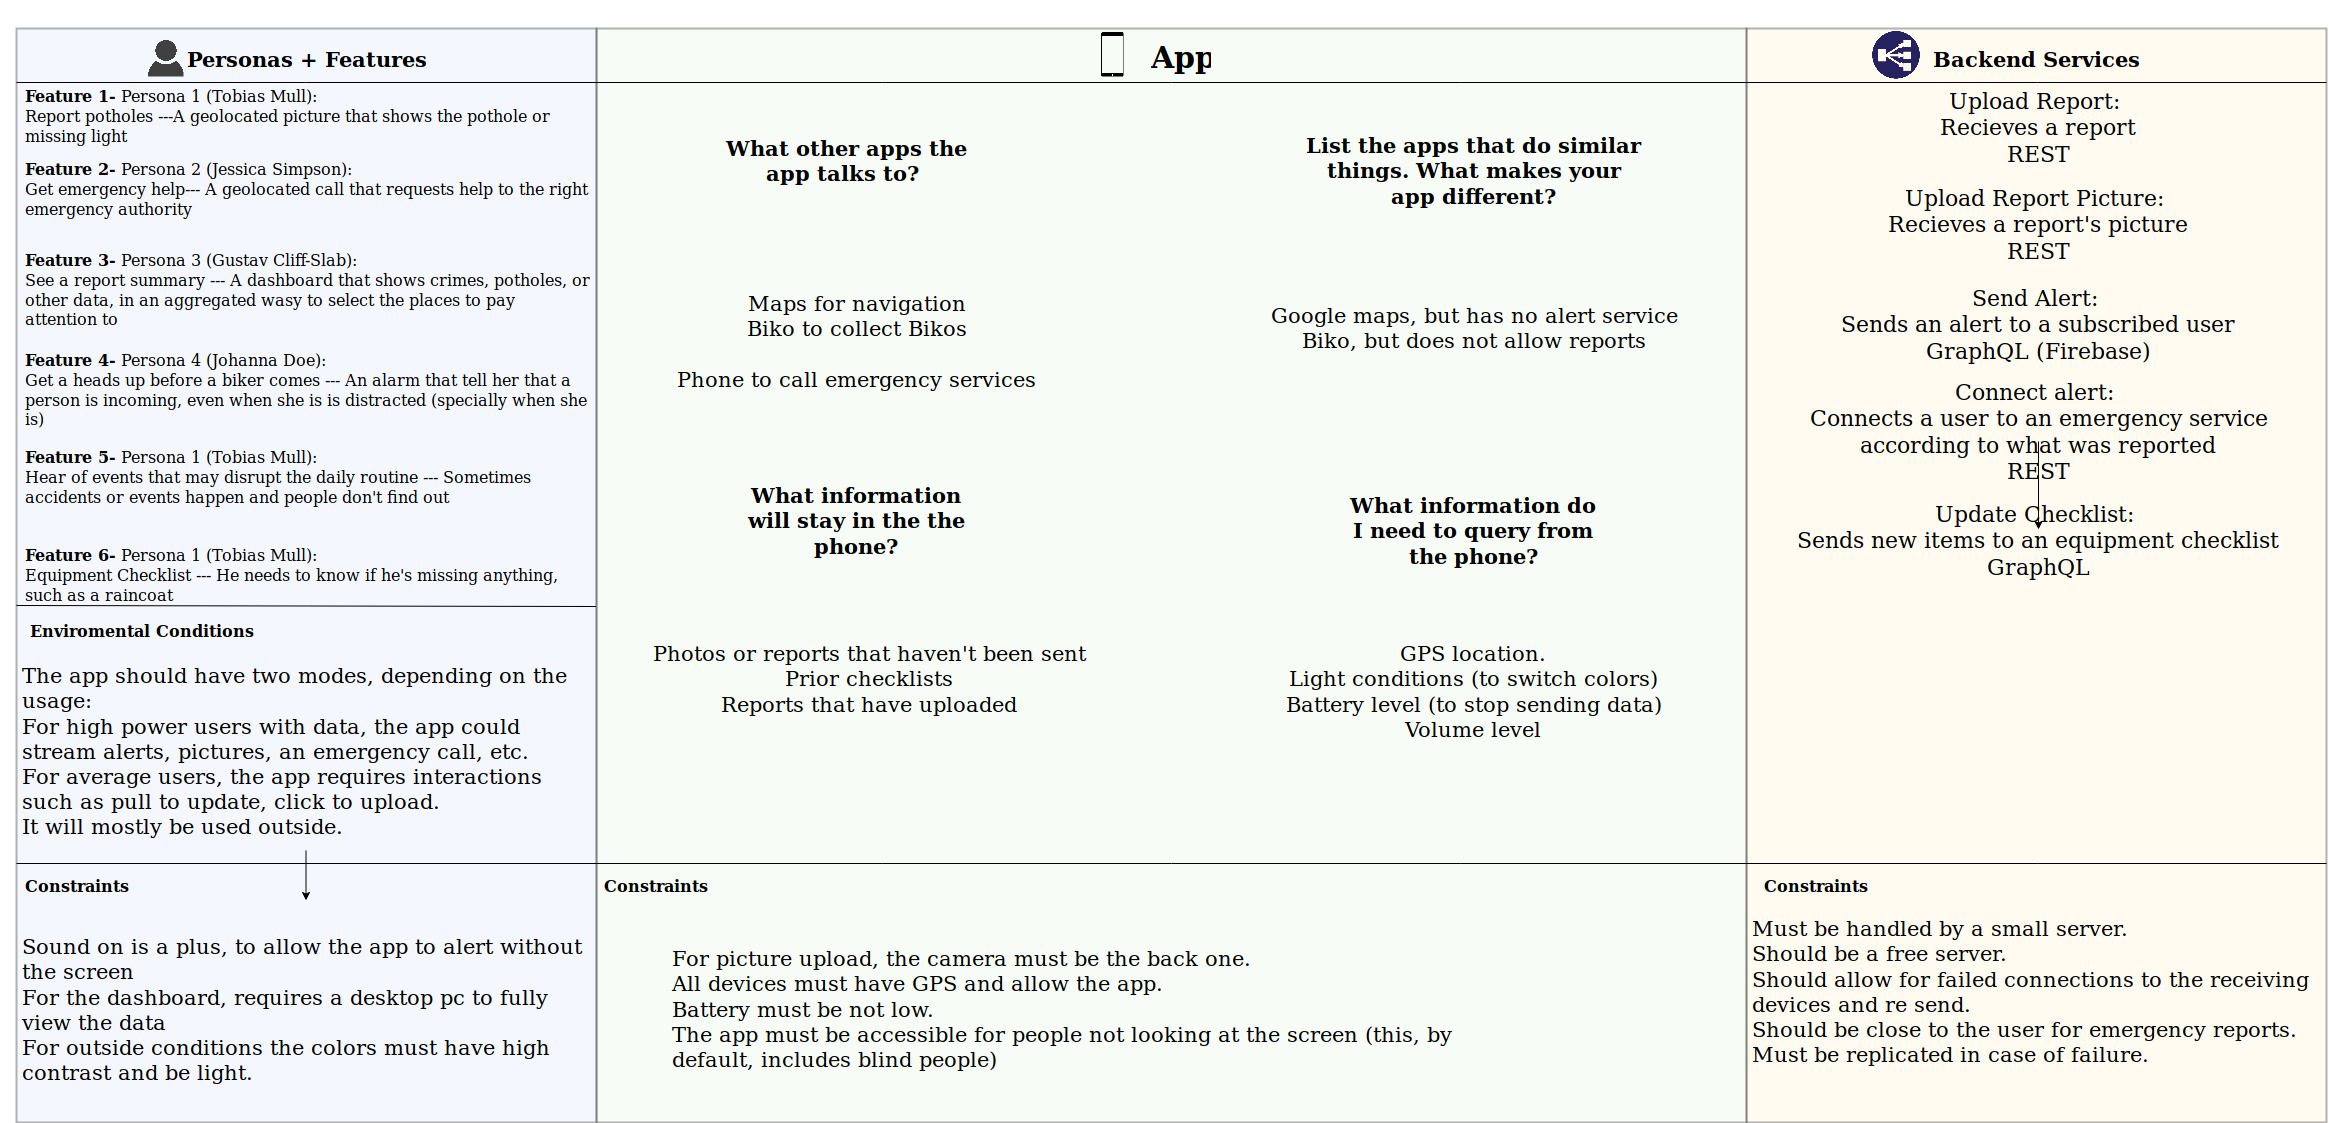 Personas + Features
Feature 1- Persona 1 (Tobias Mull):
Report potholes ---A geolocated picture that shows the pothole or
missing light
Feature 2- Persona 2 (Jessica Simpson):
Get emergency help--- A geolocated call that requests help to the right
emergency authority
Feature 3- Persona 3 (Gustav Cliff-Slab):
See a report summary --- A dashboard that shows crimes, potholes, or
other data, in an aggregated wasy to select the places to pay
attention to
Feature 4- Persona 4 (Johanna Doe):
Get a heads up before a biker comes --- An alarm that tell her that a
person is incoming, even when she is is distracted (specially when she
is)
Feature 5- Persona 1 (Tobias Mull):
Hear of events that may disrupt the daily routine --- Sometimes
accidents or events happen and people don't find out
Feature 6- Persona 1 (Tobias Mull):
Equipment Checklist --- He needs to know if he's missing anything,
such as a raincoat
Enviromental Conditions
The app should have two modes, depending on the
usage:
For high power users with data, the app could
stream alerts, pictures, an emergency call, etc.
For average users, the app requires interactions
such as pull to update, click to upload.
It will mostly be used outside.
Constraints
Sound on is a plus, to allow the app to alert without
the screen
For the dashboard, requires a desktop pc to fully
view the data
For outside conditions the colors must have high
contrast and be light.
App
What other apps the
app talks to?
Maps for navigation
Biko to collect Bikos
Phone to call emergency services
List the apps that do similar
things. What makes your
app different?
Google maps, but has no alert service
Biko, but does not allow reports
What information
will stay in the the
phone?
Photos or reports that haven't been sent
Prior checklists
Reports that have uploaded
What information do
I need to query from
the phone?
GPS location.
Light conditions (to switch colors)
Battery level (to stop sending data)
Volume level
Constraints
For picture upload, the camera must be the back one.
All devices must have GPS and allow the app.
Battery must be not low.
The app must be accessible for people not looking at the screen (this, by
default, includes blind people)
Backend Services
Upload Report:
Recieves a report
REST
Upload Report Picture:
Recieves a report's picture
REST
Send Alert:
Sends an alert to a subscribed user
GraphQL (Firebase)
Connect alert:
Connects a user to an emergency service
according to what was reported
REST
Update Checklist:
Sends new items to an equipment checklist
GraphQL
Constraints
Must be handled by a small server.
Should be a free server.
Should allow for failed connections to the receiving
devices and re send.
Should be close to the user for emergency reports.
Must be replicated in case of failure.